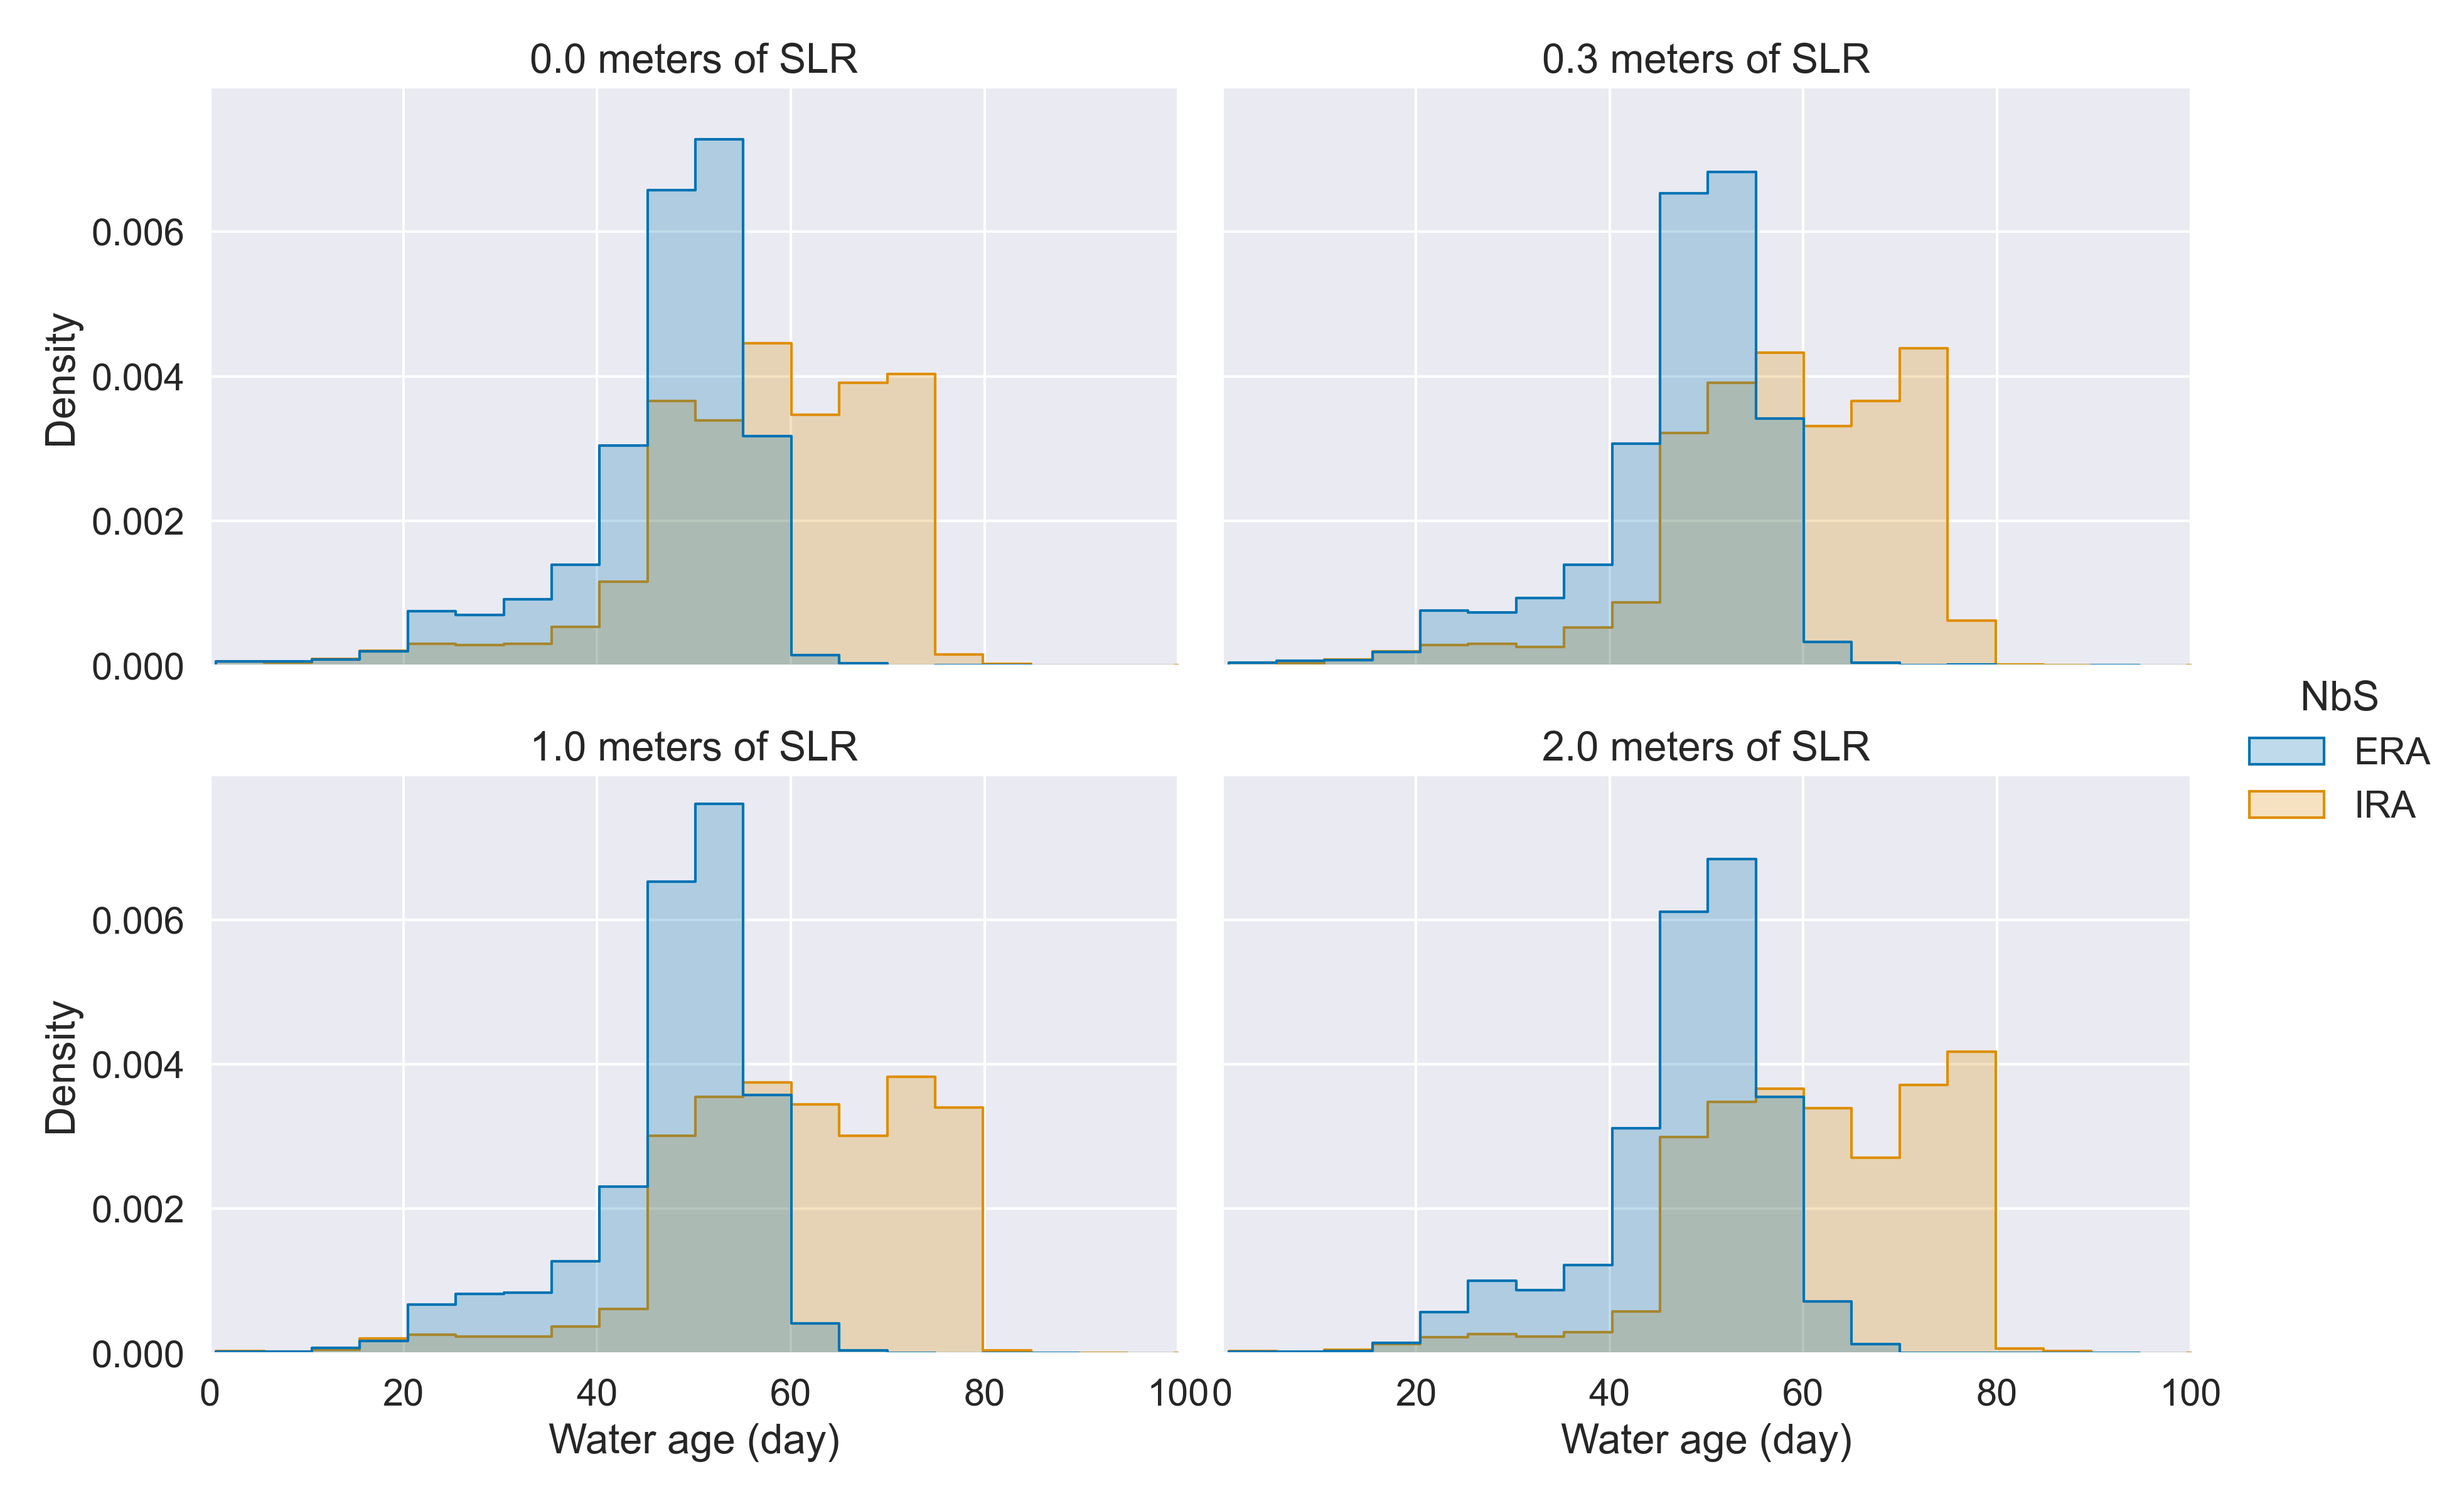 0.0 meters of SLR
0.3 meters of SLR
Density
0.006
0.004
0.002
0.000
1.0 meters of SLR
2.0 meters of SLR
NbS
ERA
IRA
Density
0.006
0.004
0.002
0.000
0 20 40 60 80 100
0 20 40 60 80 100
Water age (day)
Water age (day)